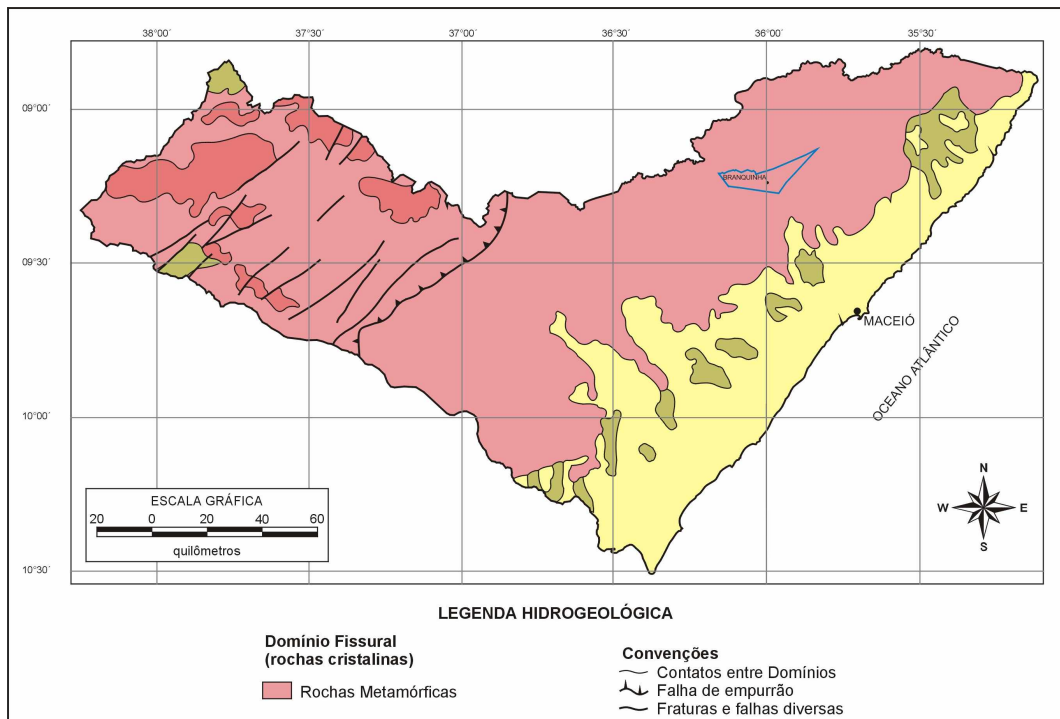 38°00´ 37°30´ 37°00´ 36°30´ 36°00´ 35°30´
09°00´
BRANQUINHA
09°30´
MACEIÓ
OCEANO ATLÂNTICO
10°00´
N
W E
S
ESCALA GRÁFICA
20 0 20 40 60
quilômetros
10°30´
LEGENDA HIDROGEOLÓGICA
Domínio Fissural
(rochas cristalinas)
Rochas Metamórficas
Convenções
Contatos entre Domínios
Falha de empurrão
Fraturas e falhas diversas